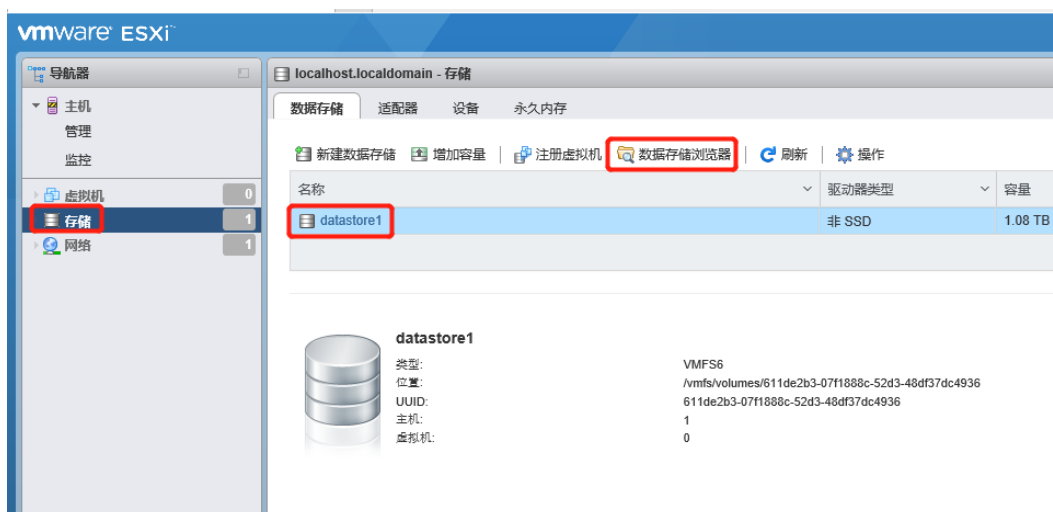 vmware ESXi
导航器
localhost.localdomain - 存储
主机
管理
监控
虚拟机 0
存储 1
网络 1
数据存储 适配器 设备 永久内存
新建数据存储 增加容量 注册虚拟机 数据存储浏览器 刷新 操作
名称 驱动器类型 容量
datastore1 非 SSD 1.08 TB
datastore1
类型: VMFS6
位置: /vmfs/volumes/611de2b3-07f1888c-52d3-48df37dc4936
UUID: 611de2b3-07f1888c-52d3-48df37dc4936
主机: 1
虚拟机: 0